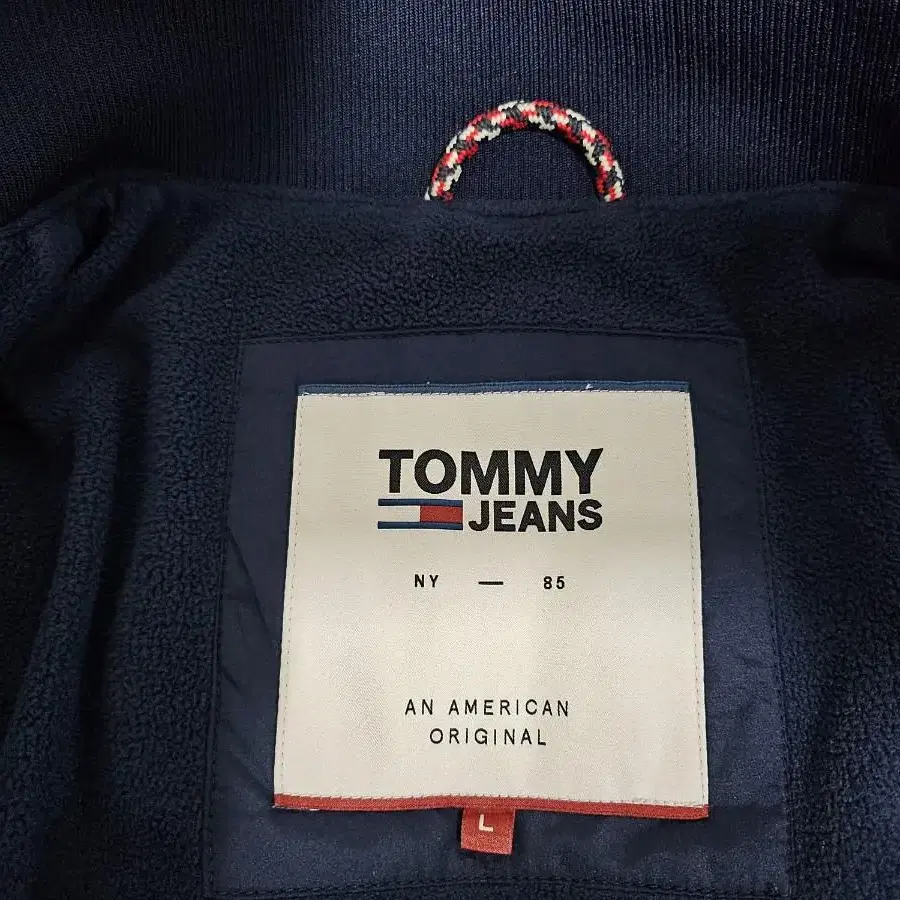 TOMMY
JEANS
NY — 85
AN AMERICAN
ORIGINAL
L